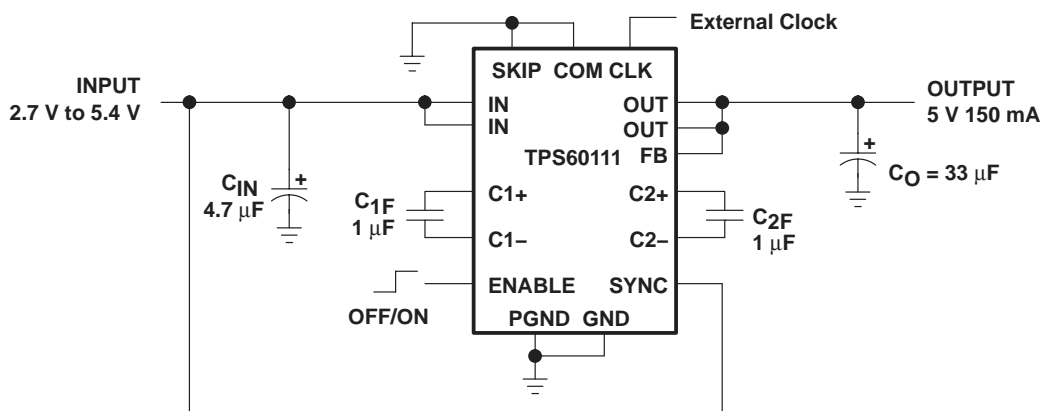 External Clock
SKIP COM CLK
INPUT
2.7 V to 5.4 V
IN
IN
OUT
OUT
FB
TPS60111
OUTPUT
5 V 150 mA
+
CIN
4.7 μF
+
CO = 33 μF
C1F
1 μF
C1+
C1−
C2+
C2−
C2F
1 μF
OFF/ON
ENABLE
SYNC
PGND GND